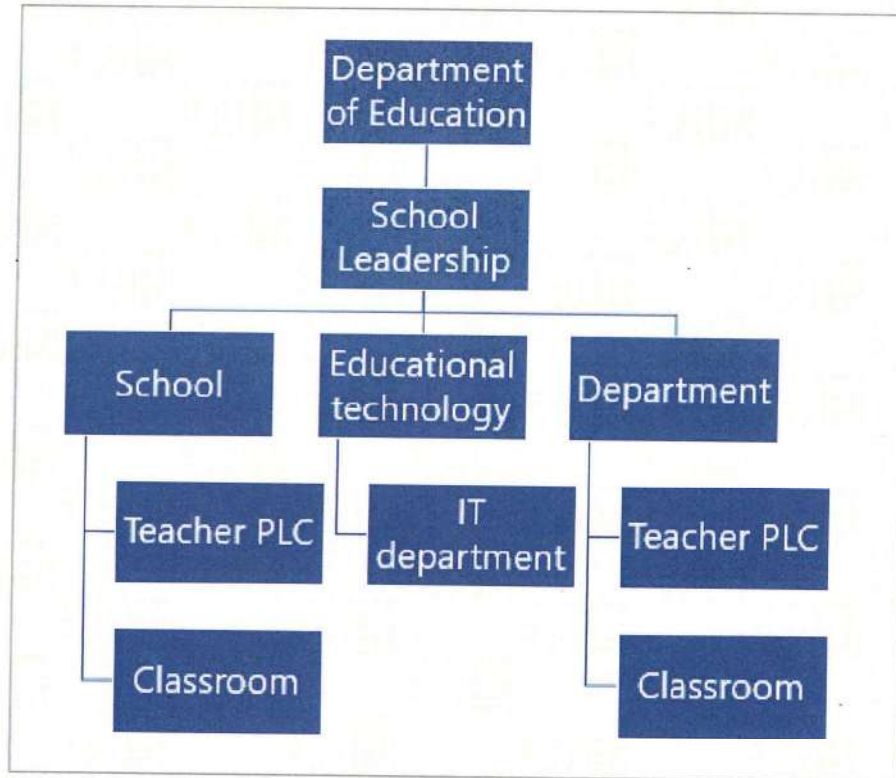 Department
of Education
School
Leadership
School
Educational
technology
Department
Teacher PLC
IT
department
Teacher PLC
Classroom
Classroom